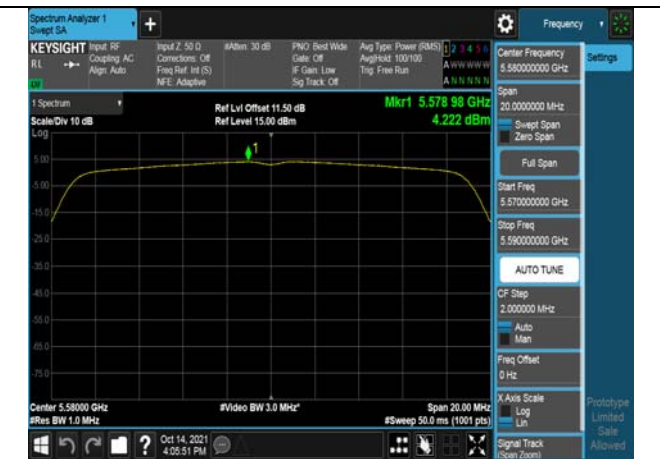 Spectrum Analyzer 1
Swept SA
+
Frequency
KEYSIGHT
RL
Input: RF
Coupling: AC
Align: Auto
Input Z: 50 Ω
Corrections: Off
Freq Ref: Int (S)
NFE: Adaptive
#Atten: 30 dB
PNO: Best Wide
Gate: Off
IF Gain: Low
Sig Track: Off
Avg Type: Power (RMS)
Avg|Hold: 100/100
Trig: Free Run
1 2 3 4 5 6
A W W W W W
A N N N N N
1 Spectrum
Scale/Div 10 dB
Ref Lvl Offset 11.50 dB
Ref Level 15.00 dBm
Mkr1 5.578 98 GHz
4.222 dBm
Log
1
5.00
-5.00
-15.0
-25.0
-35.0
-45.0
-55.0
-65.0
-75.0
Center 5.58000 GHz
#Res BW 1.0 MHz
#Video BW 3.0 MHz*
Span 20.00 MHz
#Sweep 50.0 ms (1001 pts)
?
Oct 14, 2021
4:05:51 PM
Center Frequency
5.580000000 GHz
Settings
Span
20.0000000 MHz
Swept Span
Zero Span
Full Span
Start Freq
5.570000000 GHz
Stop Freq
5.590000000 GHz
AUTO TUNE
CF Step
2.000000 MHz
Auto
Man
Freq Offset
0 Hz
X Axis Scale
Log
Lin
Signal Track
(Span Zoom)
Prototype
Limited
Sale
Allowed